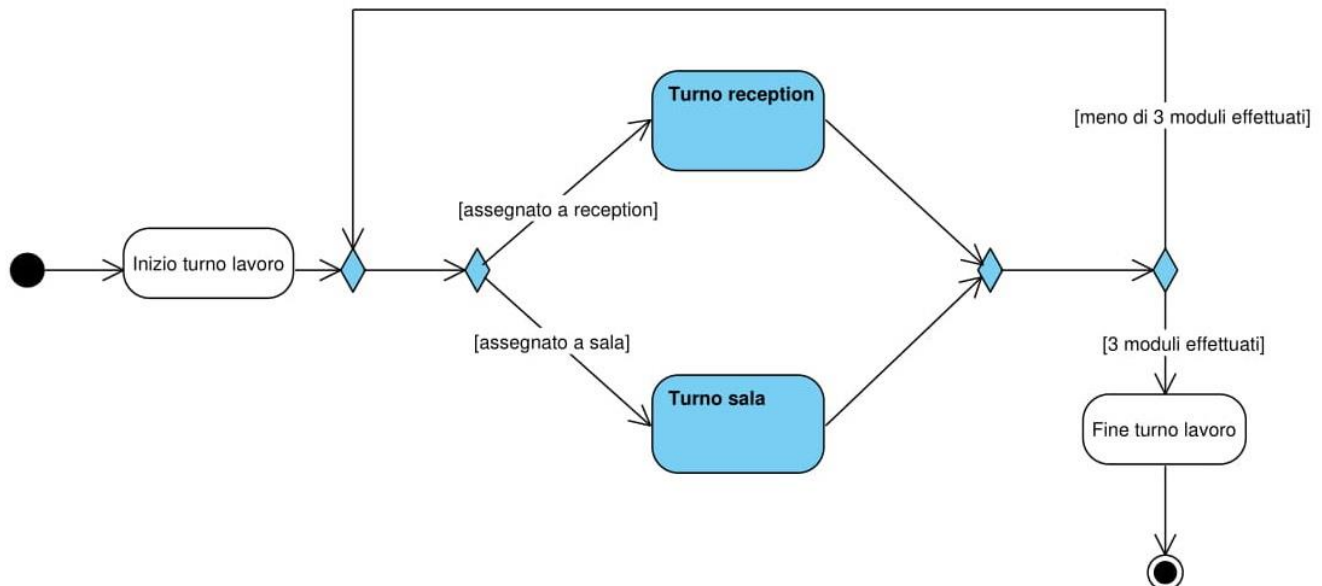 Turno reception
[meno di 3 moduli effettuati]
[assegnato a reception]
Inizio turno lavoro
[assegnato a sala]
[3 moduli effettuati]
Turno sala
Fine turno lavoro